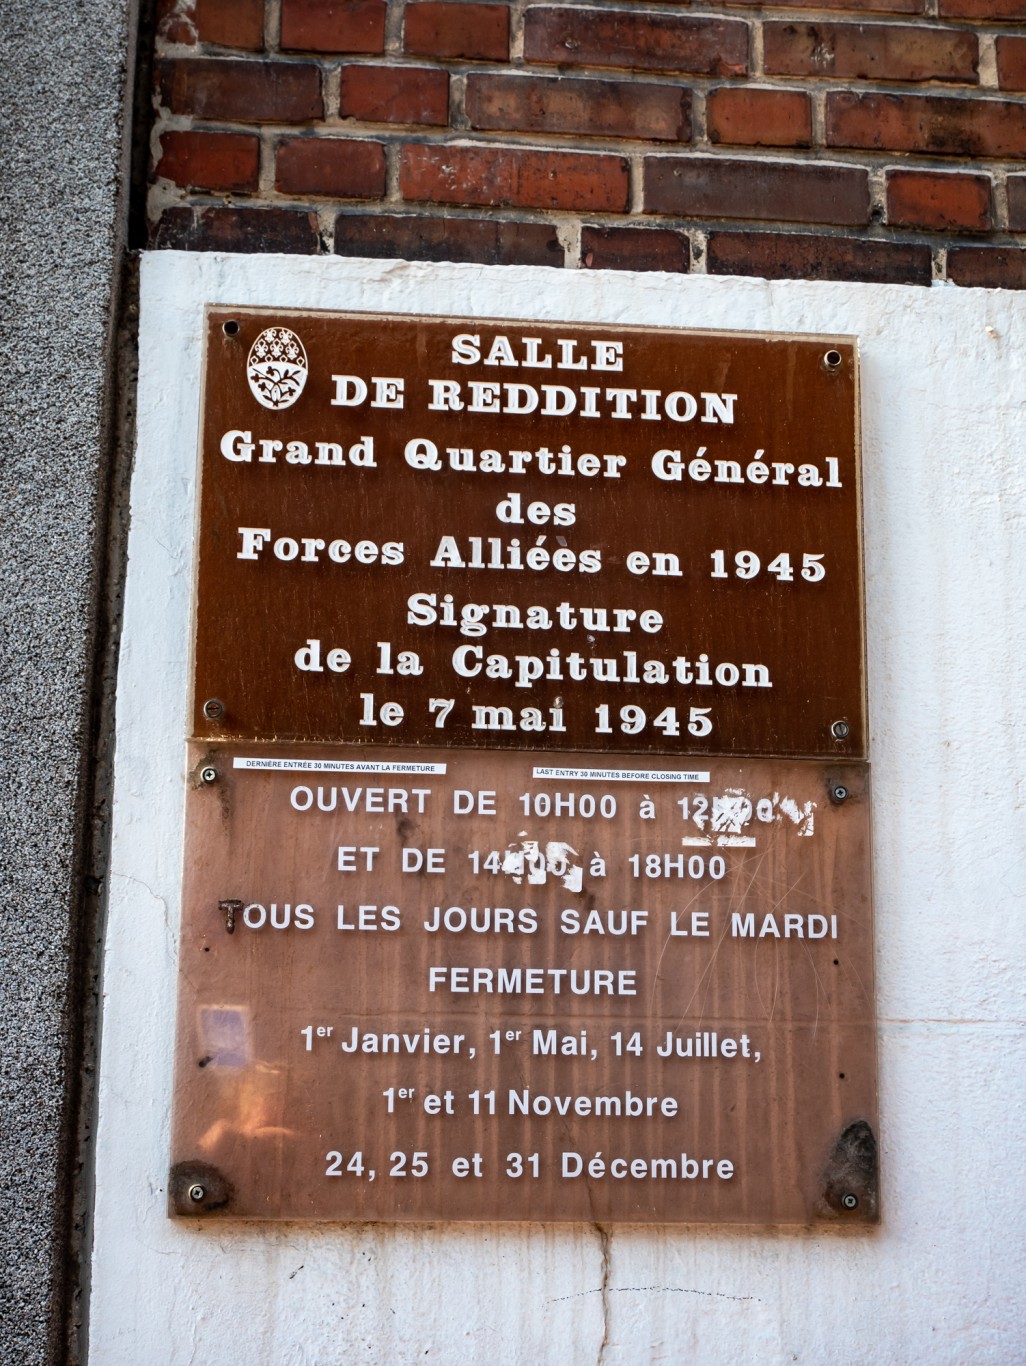 SALLE
DE REDDITION
Grand Quartier Général
des
Forces Alliéès en 1945
Signature
de la Capitulation
le 7 mai 1945
DERNIÈRE ENTRÉE 30 MINUTES AVANT LA FERMETURE
LAST ENTRY 30 MINUTES BEFORE CLOSING TIME
OUVERT DE 10H00 à
ET DE à 18H00
TOUS LES JOURS SAUF LE MARDI
FERMETURE
1er Janvier, 1er Mai, 14 Juillet,
1er et 11 Novembre
24, 25 et 31 Décembre